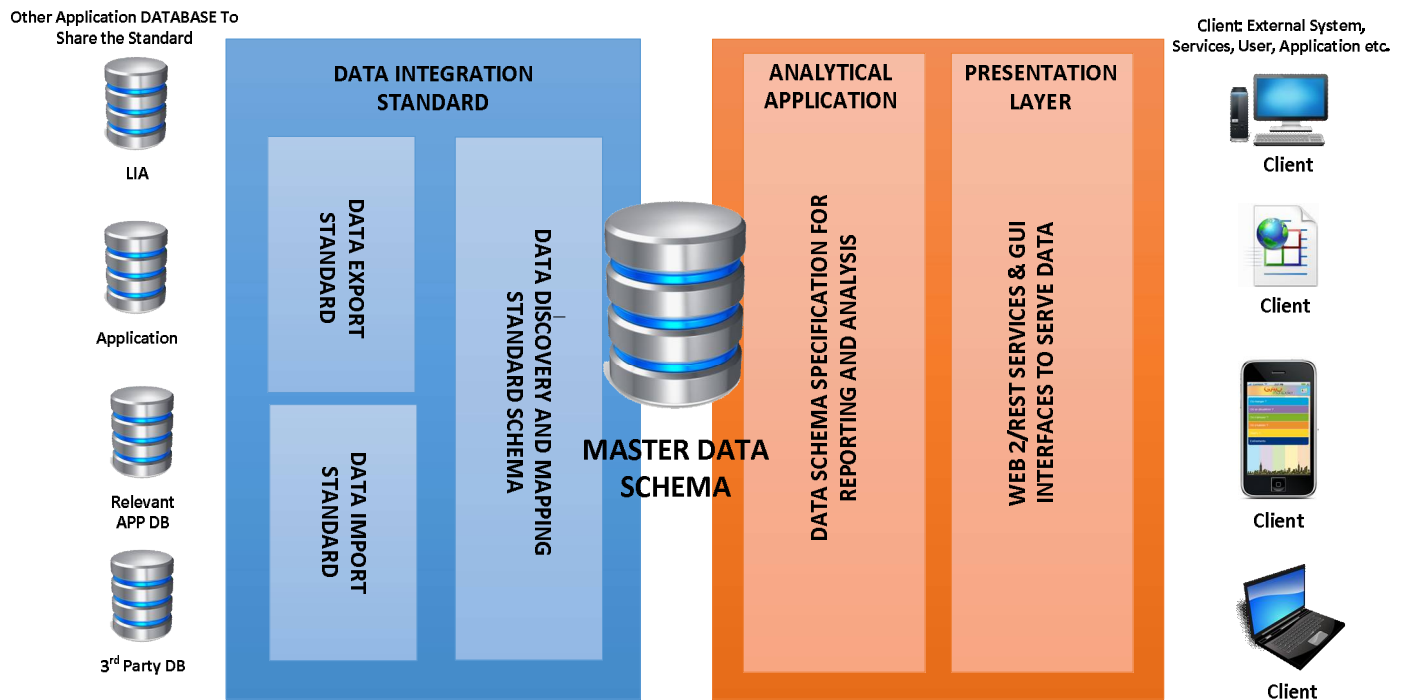 Other Application DATABASE To
Share the Standard
LIA
Application
Relevant
APP DB
3rd Party DB
DATA INTEGRATION
STANDARD
DATA EXPORT
STANDARD
DATA IMPORT
STANDARD
DATA DISCOVERY AND MAPPING
STANDARD SCHEMA
MASTER DATA
SCHEMA
ANALYTICAL
APPLICATION
DATA SCHEMA SPECIFICATION FOR
REPORTING AND ANALYSIS
PRESENTATION
LAYER
WEB 2/REST SERVICES & GUI
INTERFACES TO SERVE DATA
Client: External System,
Services, User, Application etc.
Client
Client
Client
Client